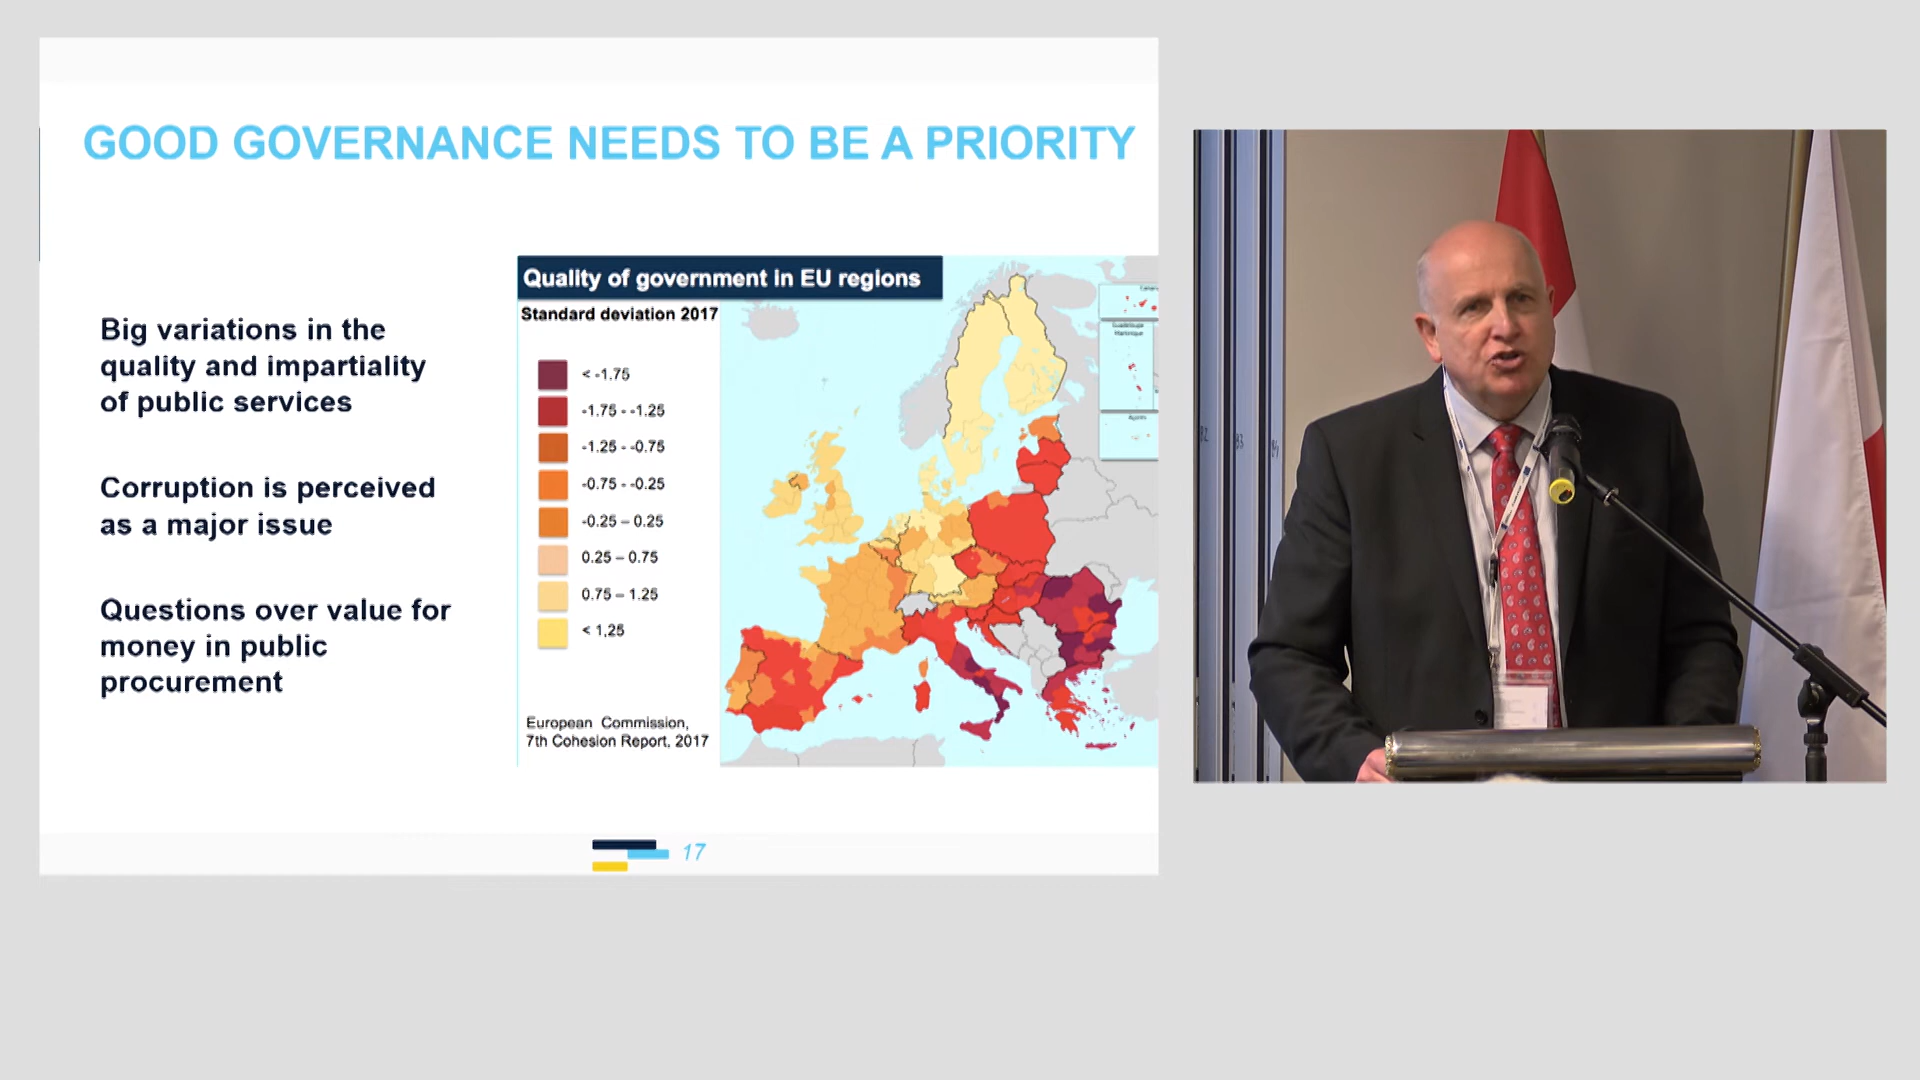 GOOD GOVERNANCE NEEDS TO BE A PRIORITY
Big variations in the
quality and impartiality
of public services
Corruption is perceived
as a major issue
Questions over value for
money in public
procurement
Quality of government in EU regions
Standard deviation 2017
< -1.75
-1.75 - -1.25
-1.25 - -0.75
-0.75 - -0.25
-0.25 – 0.25
0.25 – 0.75
0.75 – 1.25
< 1,25
European Commission,
7th Cohesion Report, 2017
Guadeloupe
Martinique
17